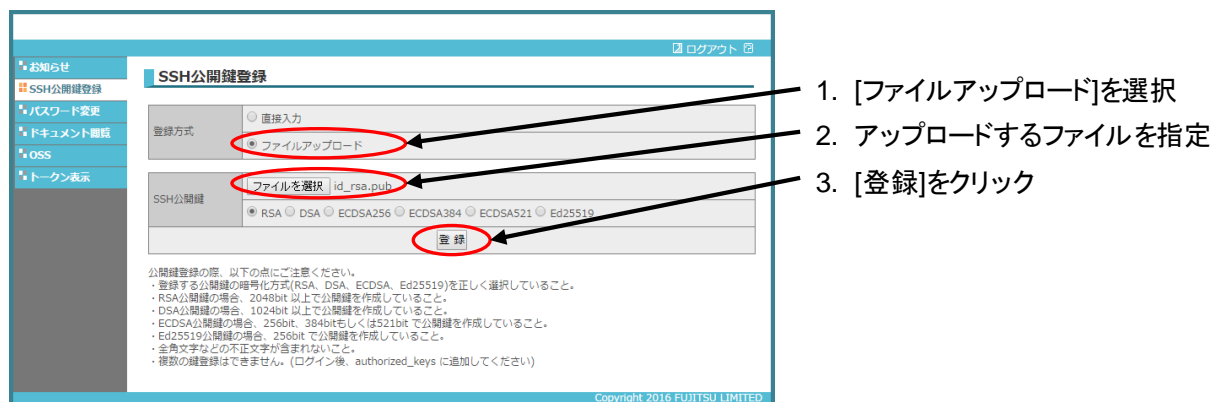 ログアウト
お知らせ
SSH公開鍵登録
パスワード変更
ドキュメント閲覧
OSS
トークン表示
SSH公開鍵登録
登録方式
直接入力
ファイルアップロード
SSH公開鍵
ファイルを選択 id_rsa.pub
RSA DSA ECDSA256 ECDSA384 ECDSA521 Ed25519
登 録
公開鍵登録の際、以下の点にご注意ください。
・登録する公開鍵の暗号化方式(RSA、DSA、ECDSA、Ed25519)を正しく選択していること。
・RSA公開鍵の場合、2048bit 以上で公開鍵を作成していること。
・DSA公開鍵の場合、1024bit 以上で公開鍵を作成していること。
・ECDSA公開鍵の場合、256bit、384bitもしくは521bit で公開鍵を作成していること。
・Ed25519公開鍵の場合、256bit で公開鍵を作成していること。
・全角文字などの不正文字が含まれないこと。
・複数の鍵登録はできません。(ログイン後、authorized_keys に追加してください)
Copyright 2016 FUJITSU LIMITED
1. [ファイルアップロード]を選択
2. アップロードするファイルを指定
3. [登録]をクリック